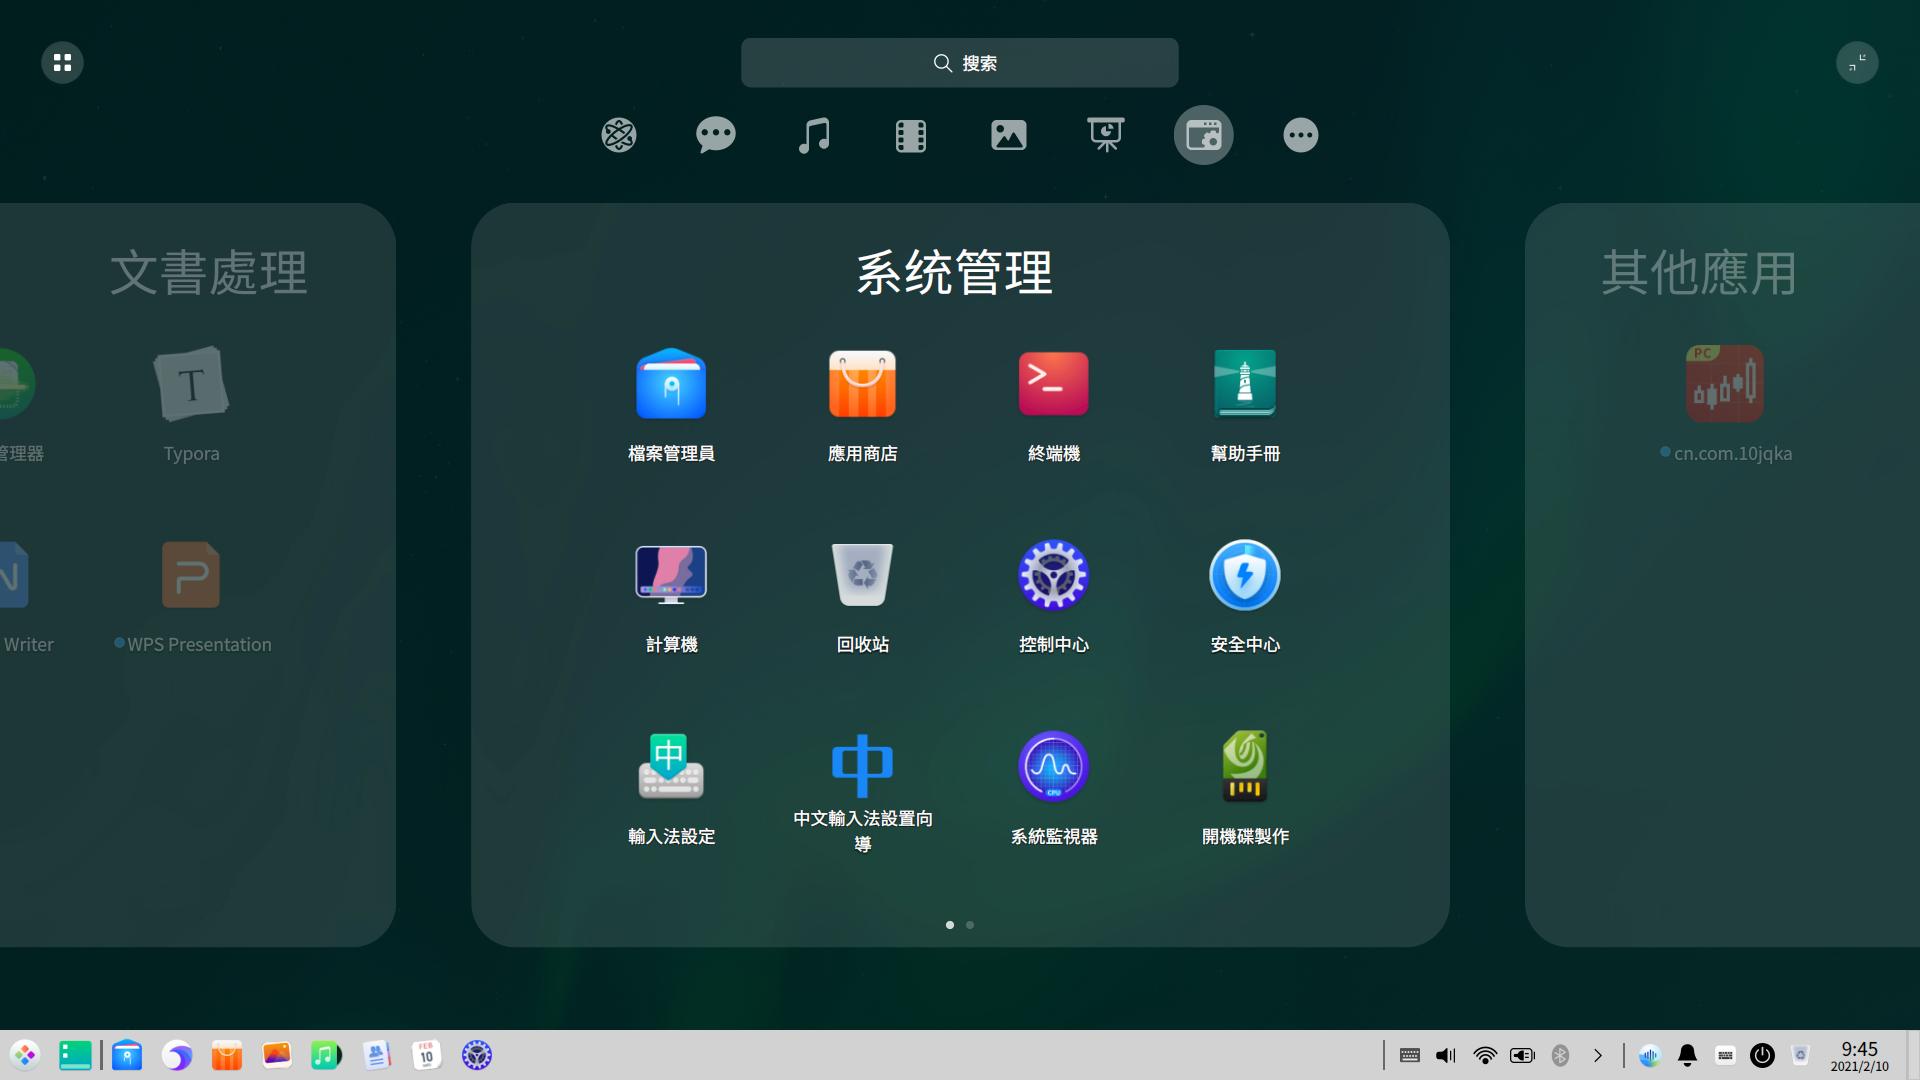 搜索
文書處理
系统管理
其他應用
管理器
Typora
檔案管理員
應用商店
終端機
幫助手冊
cn.com.10jqka
PC
Writer
WPS Presentation
計算機
回收站
控制中心
安全中心
中
CPU
輸入法設定
中文輸入法設置向
導
系統監視器
開機碟製作
FEB
10
9:45
2021/2/10